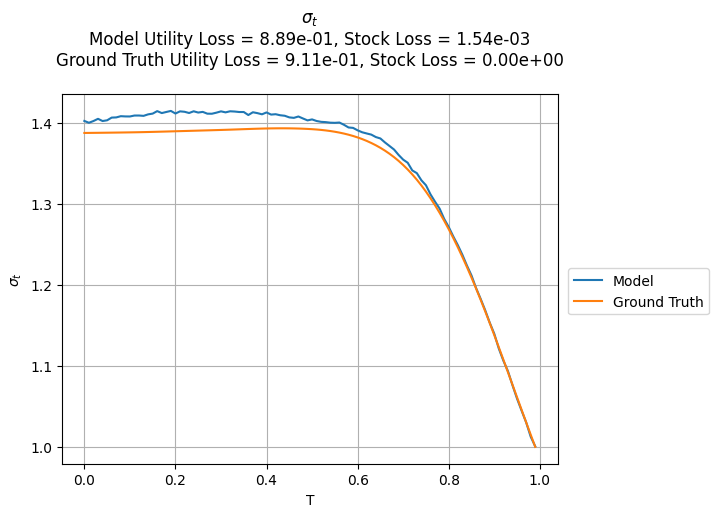 σt
Model Utility Loss = 8.89e-01, Stock Loss = 1.54e-03
Ground Truth Utility Loss = 9.11e-01, Stock Loss = 0.00e+00
1.4
1.3
1.2
1.1
1.0
σt
0.0 0.2 0.4 0.6 0.8 1.0
T
Model
Ground Truth